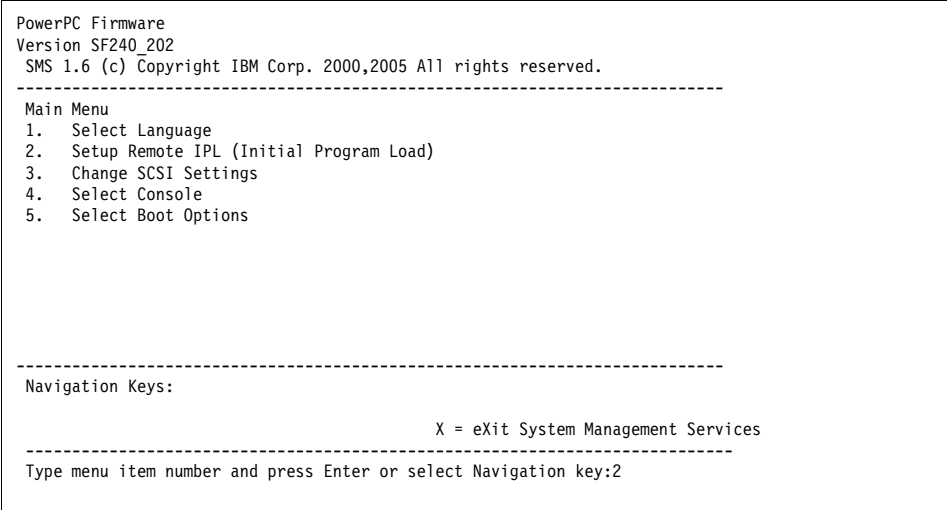 PowerPC Firmware
Version SF240_202
SMS 1.6 (c) Copyright IBM Corp. 2000,2005 All rights reserved.
-------------------------------------------------------------------------------
Main Menu
1. Select Language
2. Setup Remote IPL (Initial Program Load)
3. Change SCSI Settings
4. Select Console
5. Select Boot Options
-------------------------------------------------------------------------------
Navigation Keys:
X = eXit System Management Services
-------------------------------------------------------------------------------
Type menu item number and press Enter or select Navigation key:2